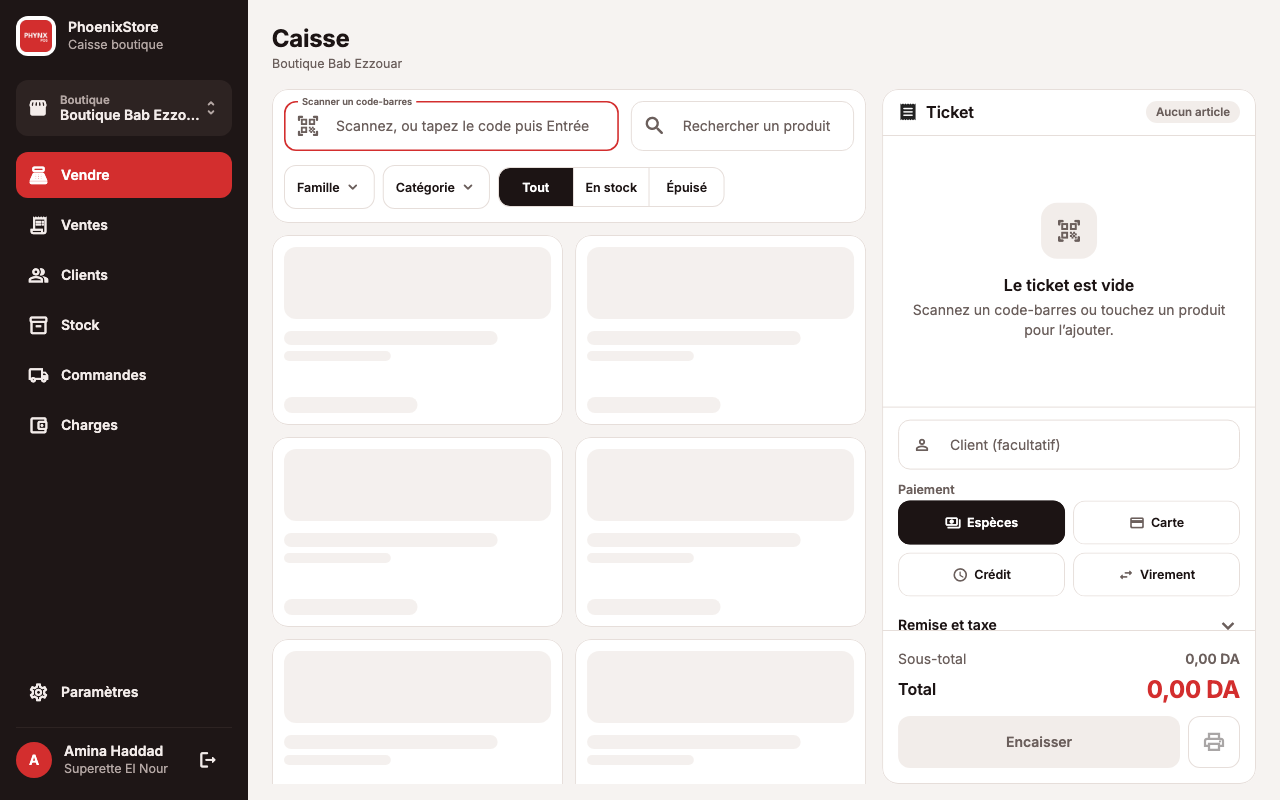 PHYNX
POS
PhoenixStore
Caisse boutique
Boutique
Boutique Bab Ezzo...
Vendre
Ventes
Clients
Stock
Commandes
Charges
Paramètres
A
Amina Haddad
Superette El Nour
Caisse
Boutique Bab Ezzouar
Scanner un code-barres
Scannez, ou tapez le code puis Entrée
Rechercher un produit
Famille
Catégorie
Tout
En stock
Épuisé
Ticket
Aucun article
Le ticket est vide
Scannez un code-barres ou touchez un produit
pour l’ajouter.
Client (facultatif)
Paiement
Espèces
Carte
Crédit
Virement
Remise et taxe
Sous-total
0,00 DA
Total
0,00 DA
Encaisser